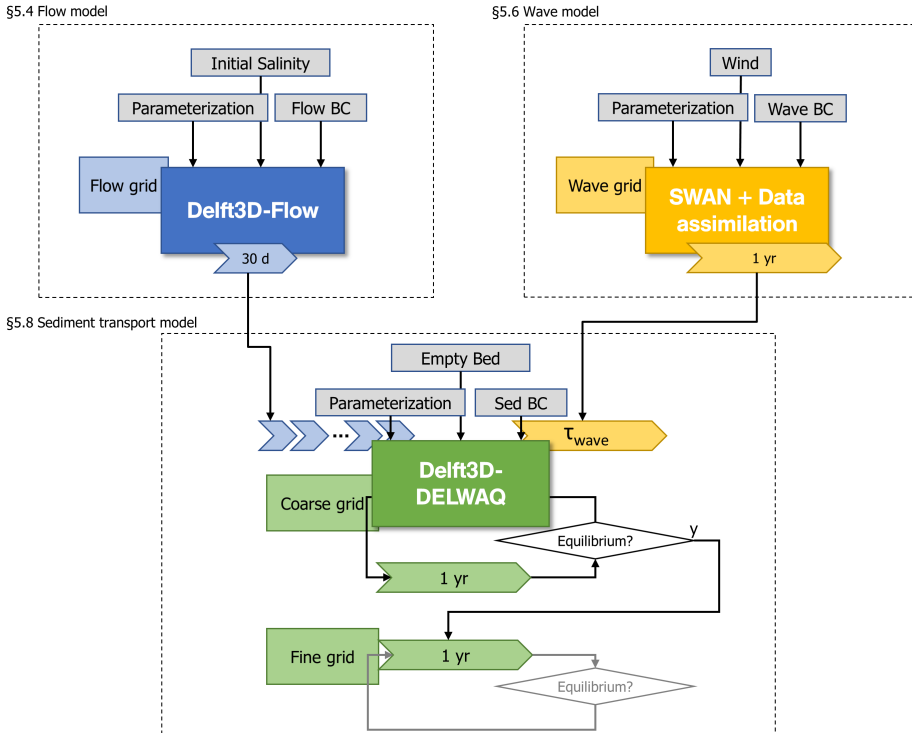 §5.4 Flow model
§5.6 Wave model
Initial Salinity
Parameterization
Flow BC
Flow grid
Delft3D-Flow
30 d
Wind
Parameterization
Wave BC
Wave grid
SWAN + Data
assimilation
1 yr
§5.8 Sediment transport model
Empty Bed
Parameterization
Sed BC
...
τwave
Delft3D-
DELWAQ
Coarse grid
Equilibrium?
y
1 yr
Fine grid
1 yr
Equilibrium?